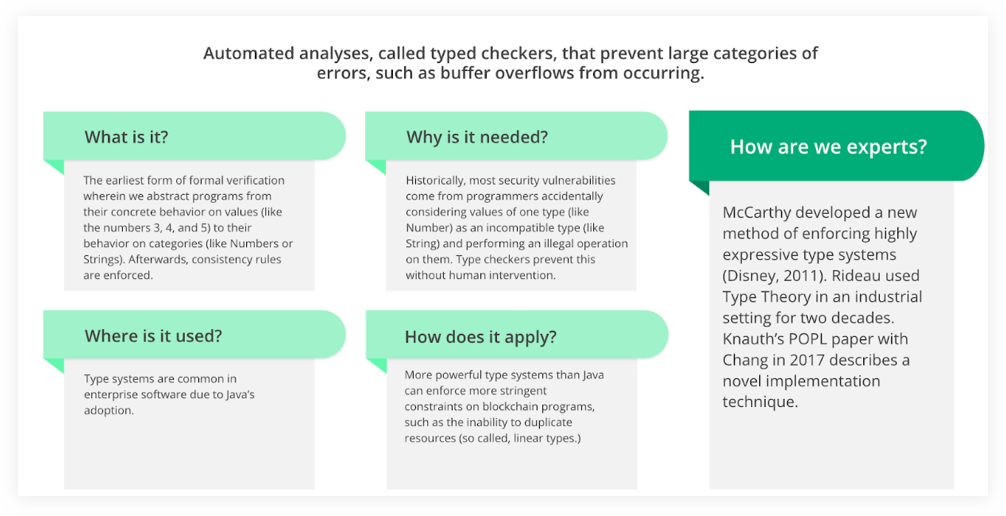 Automated analyses, called typed checkers, that prevent large categories of
errors, such as buffer overflows from occurring.
What is it?
The earliest form of formal verification
wherein we abstract programs from
their concrete behavior on values (like
the numbers 3, 4, and 5) to their
behavior on categories (like Numbers or
Strings). Afterwards, consistency rules
are enforced.
Why is it needed?
Historically, most security vulnerabilities
come from programmers accidentally
considering values of one type (like
Number) as an incompatible type (like
String) and performing an illegal operation
on them. Type checkers prevent this
without human intervention.
Where is it used?
Type systems are common in
enterprise software due to Java’s
adoption.
How does it apply?
More powerful type systems than Java
can enforce more stringent
constraints on blockchain programs,
such as the inability to duplicate
resources (so called, linear types.)
How are we experts?
McCarthy developed a new
method of enforcing highly
expressive type systems
(Disney, 2011). Rideau used
Type Theory in an industrial
setting for two decades.
Knauth’s POPL paper with
Chang in 2017 describes a
novel implementation
technique.